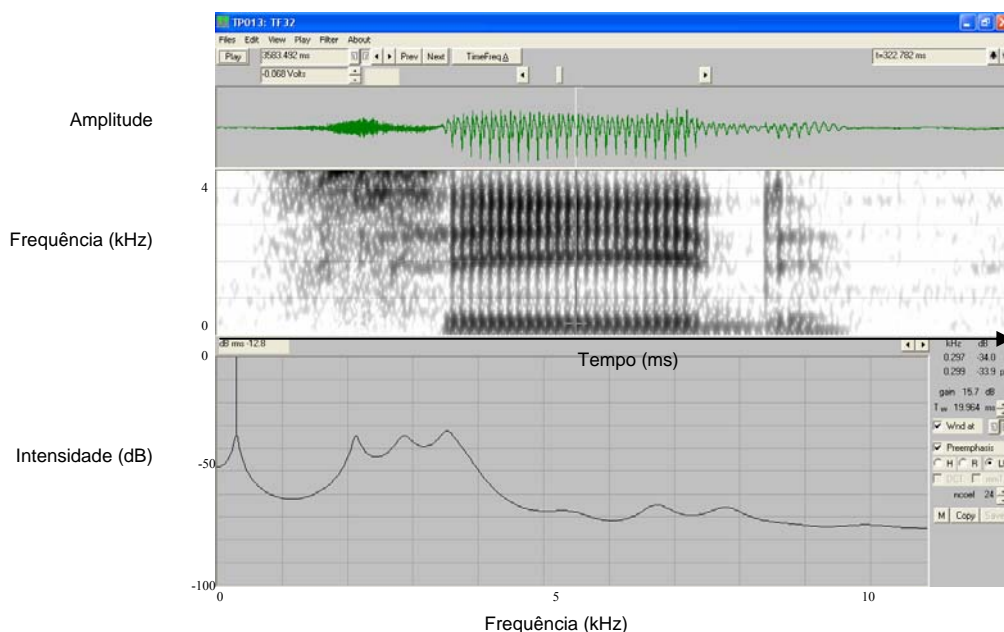 TP013: TF32
Files Edit View Play Filter About
Play 3583.492 ms Prev Next TimeFreq Δ t=322.782 ms
-0.068 Volts
Amplitude
4
Frequência (kHz)
0
dB ms -12.8
Tempo (ms)
kHz dB
0.297 -34.0
0.299 -33.9
gain 15.7 dB
19.964 ms
Wnd at
Preemphasis
H R
ncoef 24
M Copy Save
0
Intensidade (dB)
-50
-100
0 5 10
Frequência (kHz)